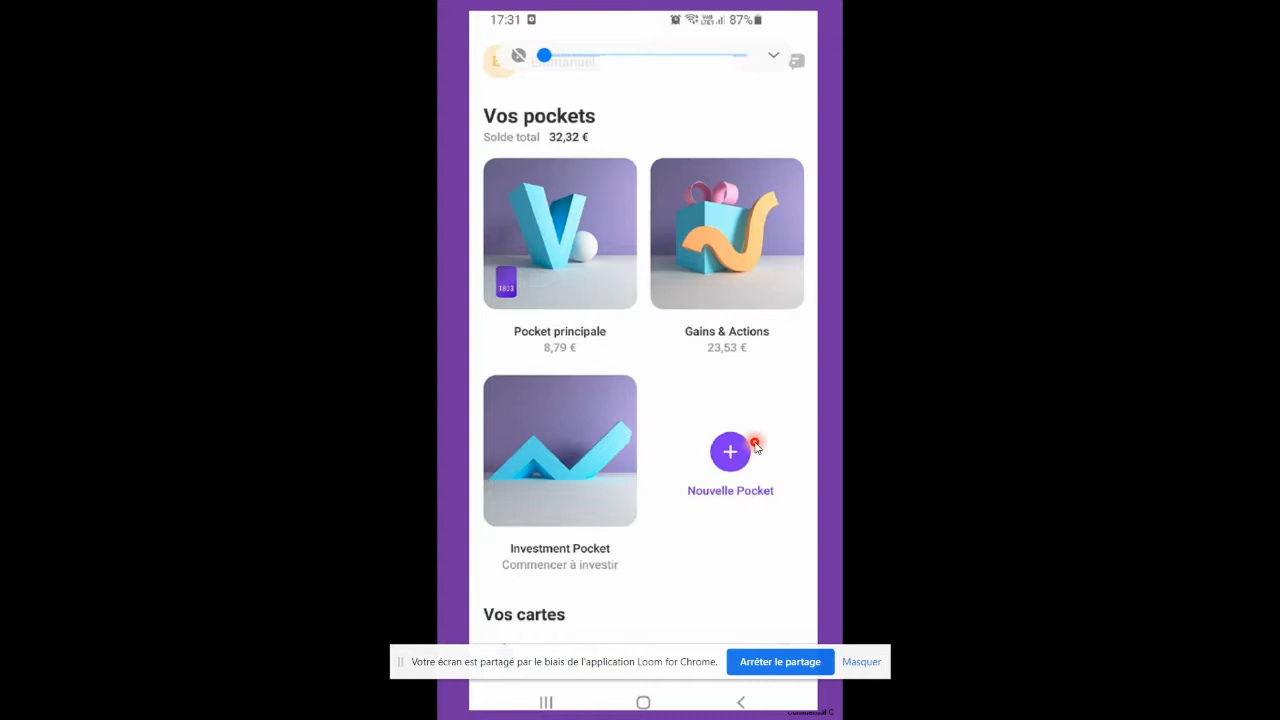 17:31 87%
Emmanuel
Vos pockets
Solde total 32,32 €
1803
Pocket principale
8,79 €
Gains & Actions
23,53 €
Investment Pocket
Commencer à investir
Nouvelle Pocket
Vos cartes
Votre écran est partagé par le biais de l'application Loom for Chrome. Arrêter le partage Masquer